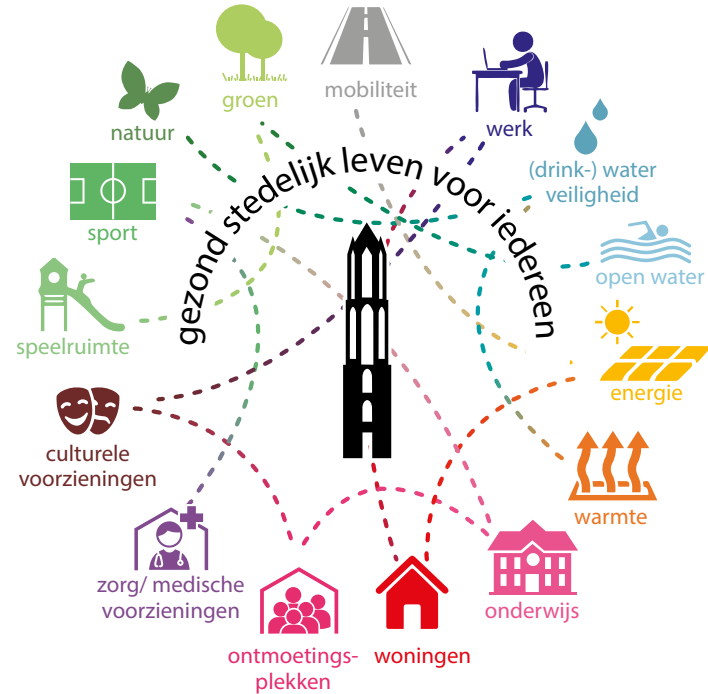 gezond stedelijk leven voor iedereen
groen
mobiliteit
werk
(drink-) water
veiligheid
open water
energie
warmte
onderwijs
woningen
ontmoetings-
plekken
zorg/ medische
voorzieningen
culturele
voorzieningen
speelruimte
sport
natuur